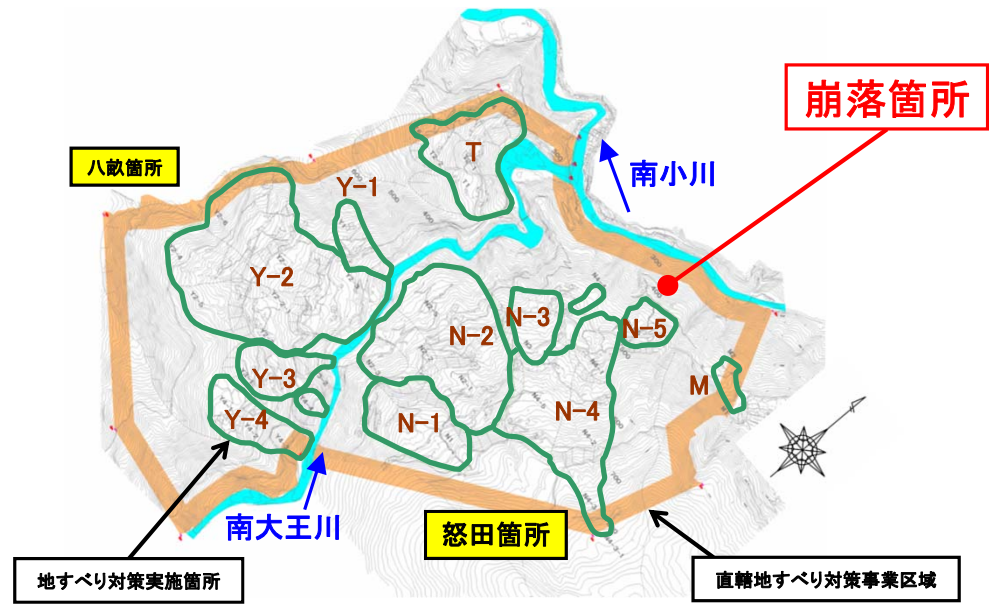 崩落箇所
八畝箇所
T
南小川
Y-1
Y-2
N-2
N-3
N-5
Y-3
M
Y-4
N-1
N-4
南大王川
怒田箇所
地すべり対策実施箇所
直轄地すべり対策事業区域